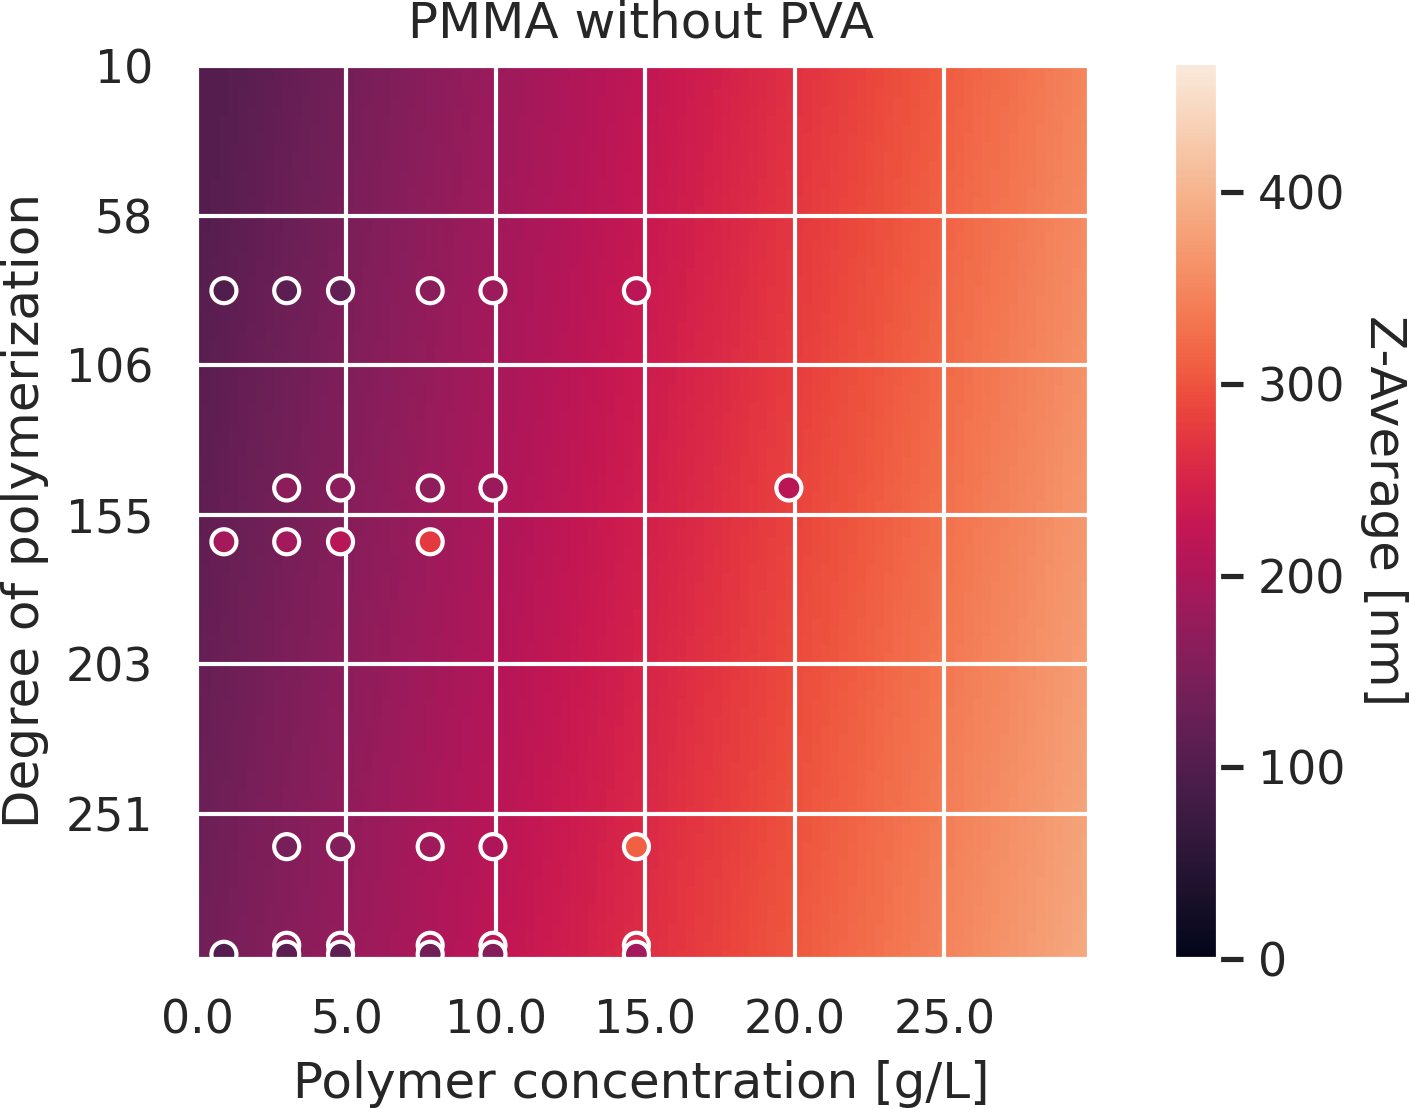 PMMA without PVA
10
58
106
155
203
251
Degree of polymerization
0.0 5.0 10.0 15.0 20.0 25.0
Polymer concentration [g/L]
400
300
200
100
0
Z-Average [nm]